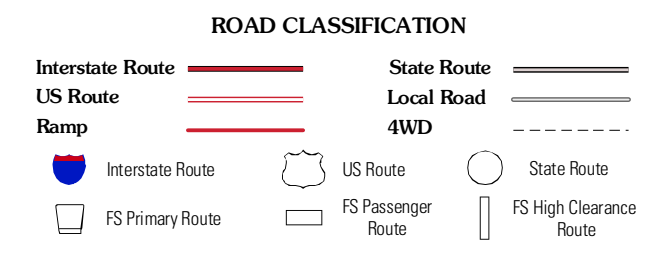 ROAD CLASSIFICATION
Interstate Route
State Route
US Route
Local Road
Ramp
4WD
Interstate Route
US Route
State Route
FS Primary Route
FS Passenger
Route
FS High Clearance
Route